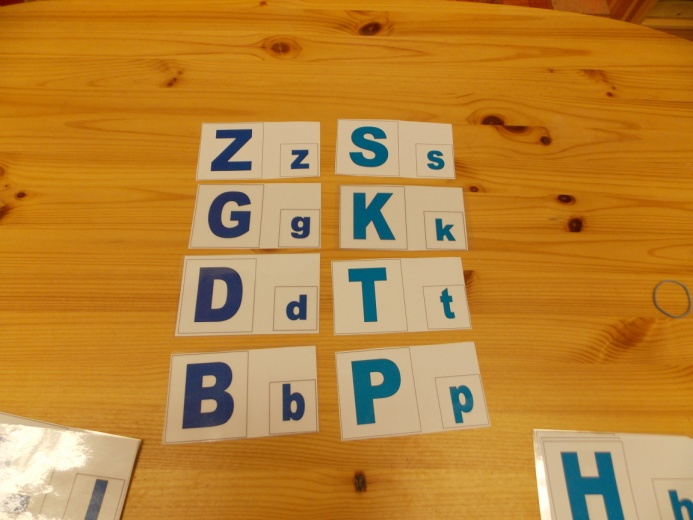 Z z S s
G g K k
D d T t
B b P p
H h